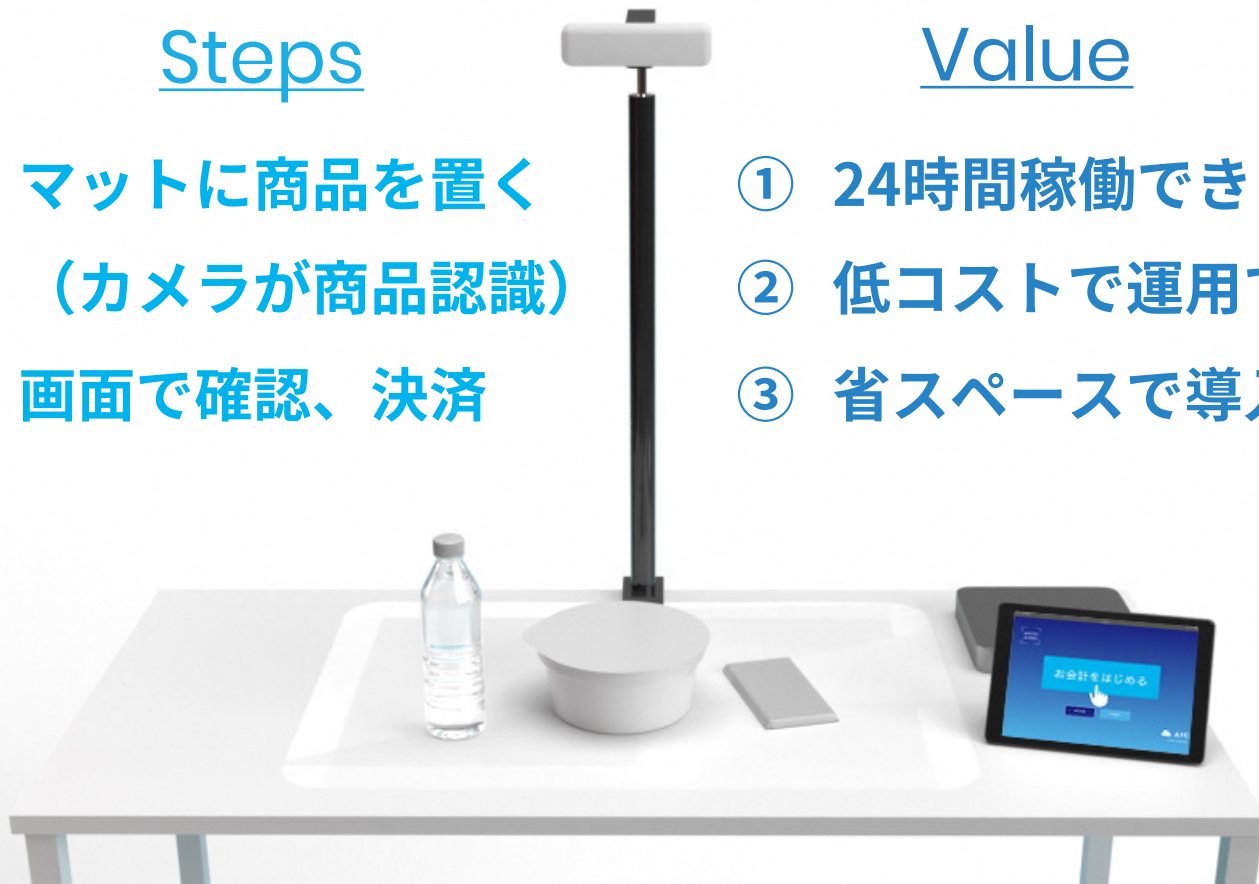 Steps
マットに商品を置く
（カメラが商品認識）
画面で確認、決済
Value
① 24時間稼働でき
② 低コストで運用
③ 省スペースで導
お会計をはじめる